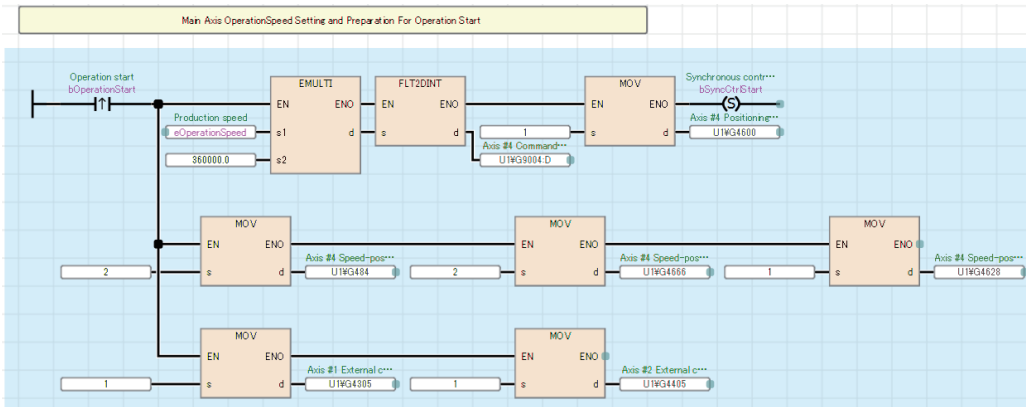 Main Axis OperationSpeed Setting and Preparation For Operation Start
Operation start
bOperationStart
EMULTI
EN ENO
s1 d
s2
Production speed
eOperationSpeed
360000.0
FLT2DINT
EN ENO
s d
Axis #4 Command…
U1¥G9004:D
MOV
EN ENO
s d
1
Synchronous contr…
bSyncCtrlStart
S
Axis #4 Positioning…
U1¥G4600
MOV
EN ENO
s d
2
Axis #4 Speed-pos…
U1¥G484
MOV
EN ENO
s d
2
Axis #4 Speed-pos…
U1¥G4666
MOV
EN ENO
s d
1
Axis #4 Speed-pos…
U1¥G4628
MOV
EN ENO
s d
1
Axis #1 External c…
U1¥G4305
MOV
EN ENO
s d
1
Axis #2 External c…
U1¥G4405